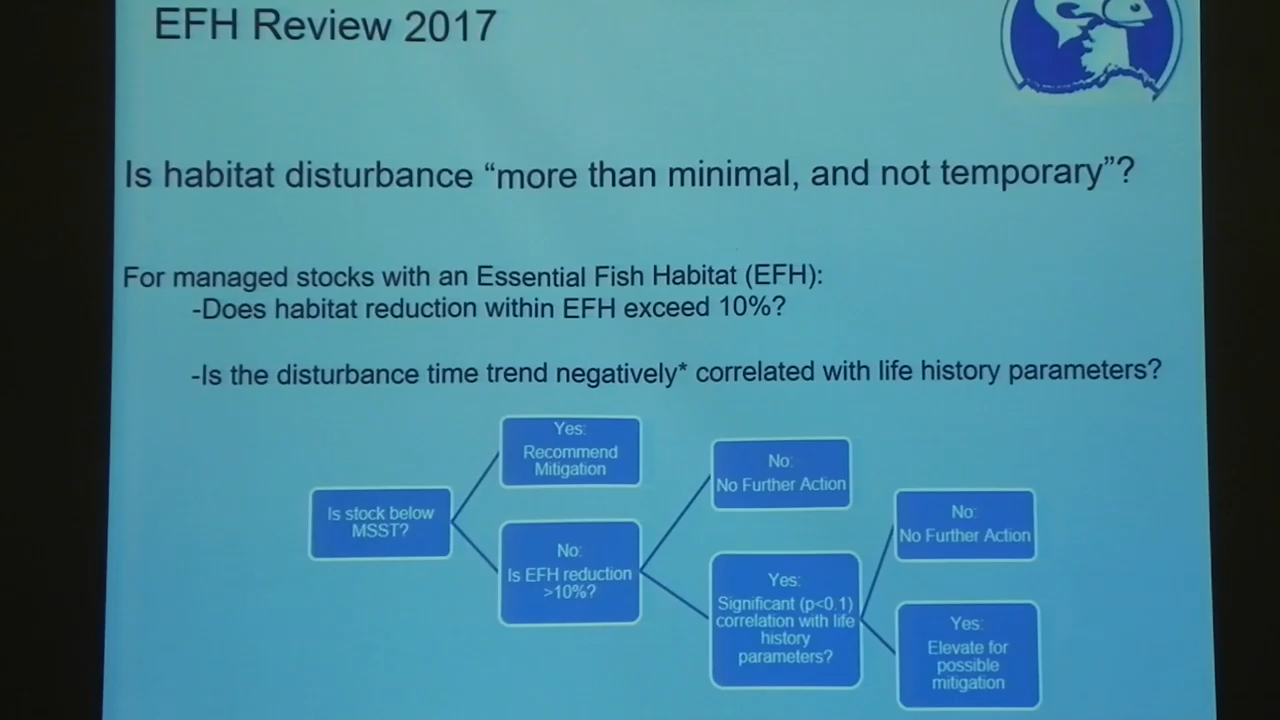 EFH Review 2017
Is habitat disturbance “more than minimal, and not temporary”?
For managed stocks with an Essential Fish Habitat (EFH):
-Does habitat reduction within EFH exceed 10%?
-Is the disturbance time trend negatively* correlated with life history parameters?
Is stock below
MSST?
Yes:
Recommend
Mitigation
No:
Is EFH reduction
>10%?
No:
No Further Action
Yes:
Significant (p<0.1)
correlation with life
history
parameters?
No:
No Further Action
Yes:
Elevate for
possible
mitigation